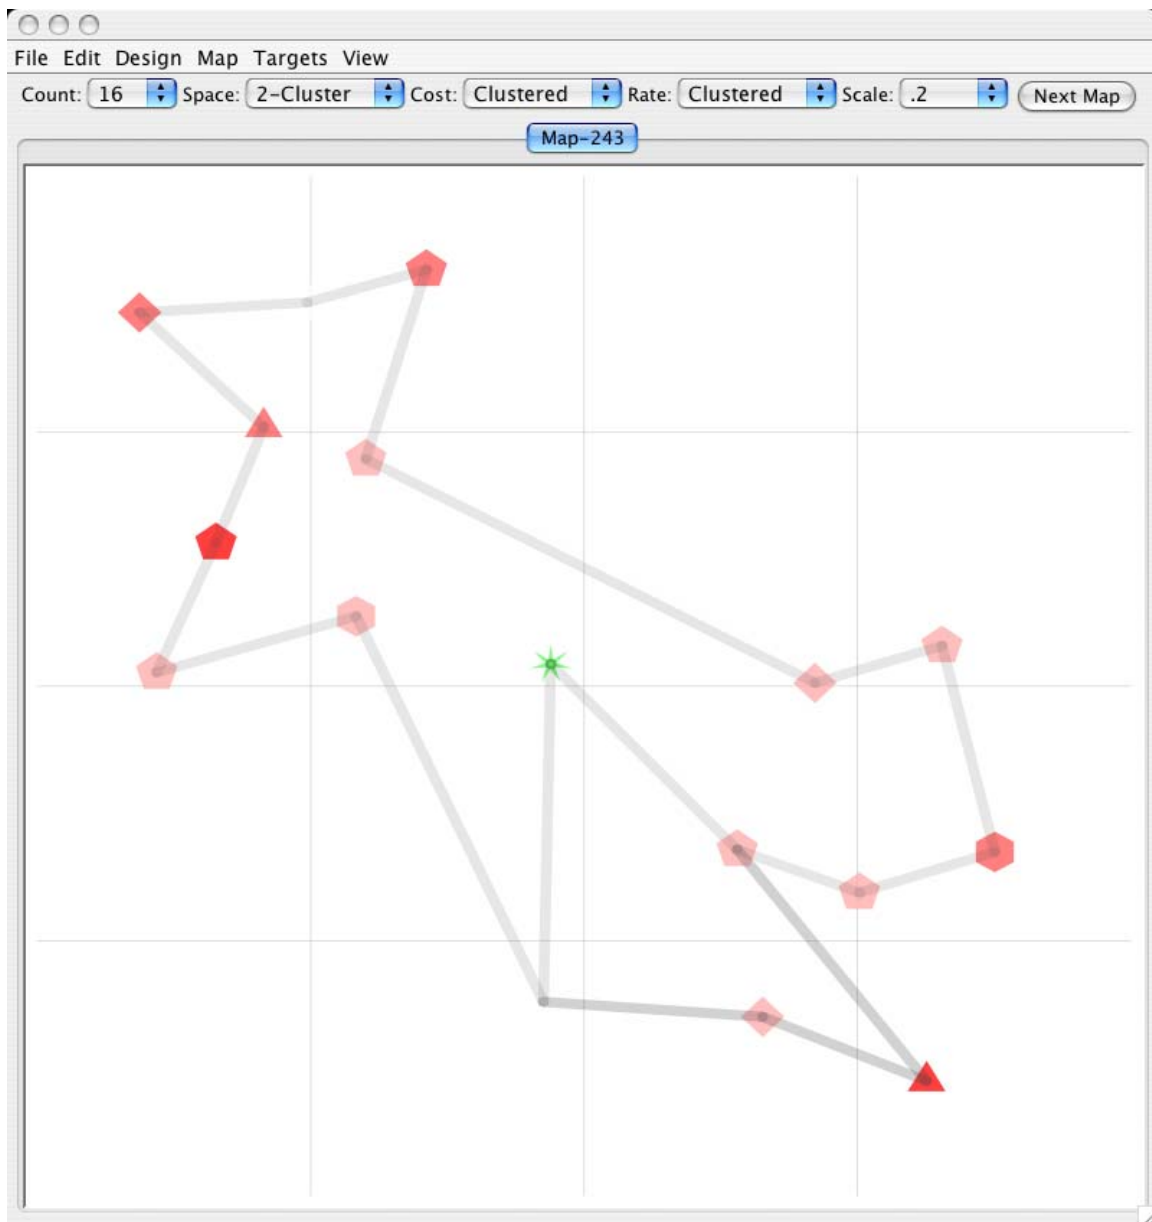 File Edit Design Map Targets View
Count: 16 Space: 2-Cluster Cost: Clustered Rate: Clustered Scale: .2 Next Map
Map-243